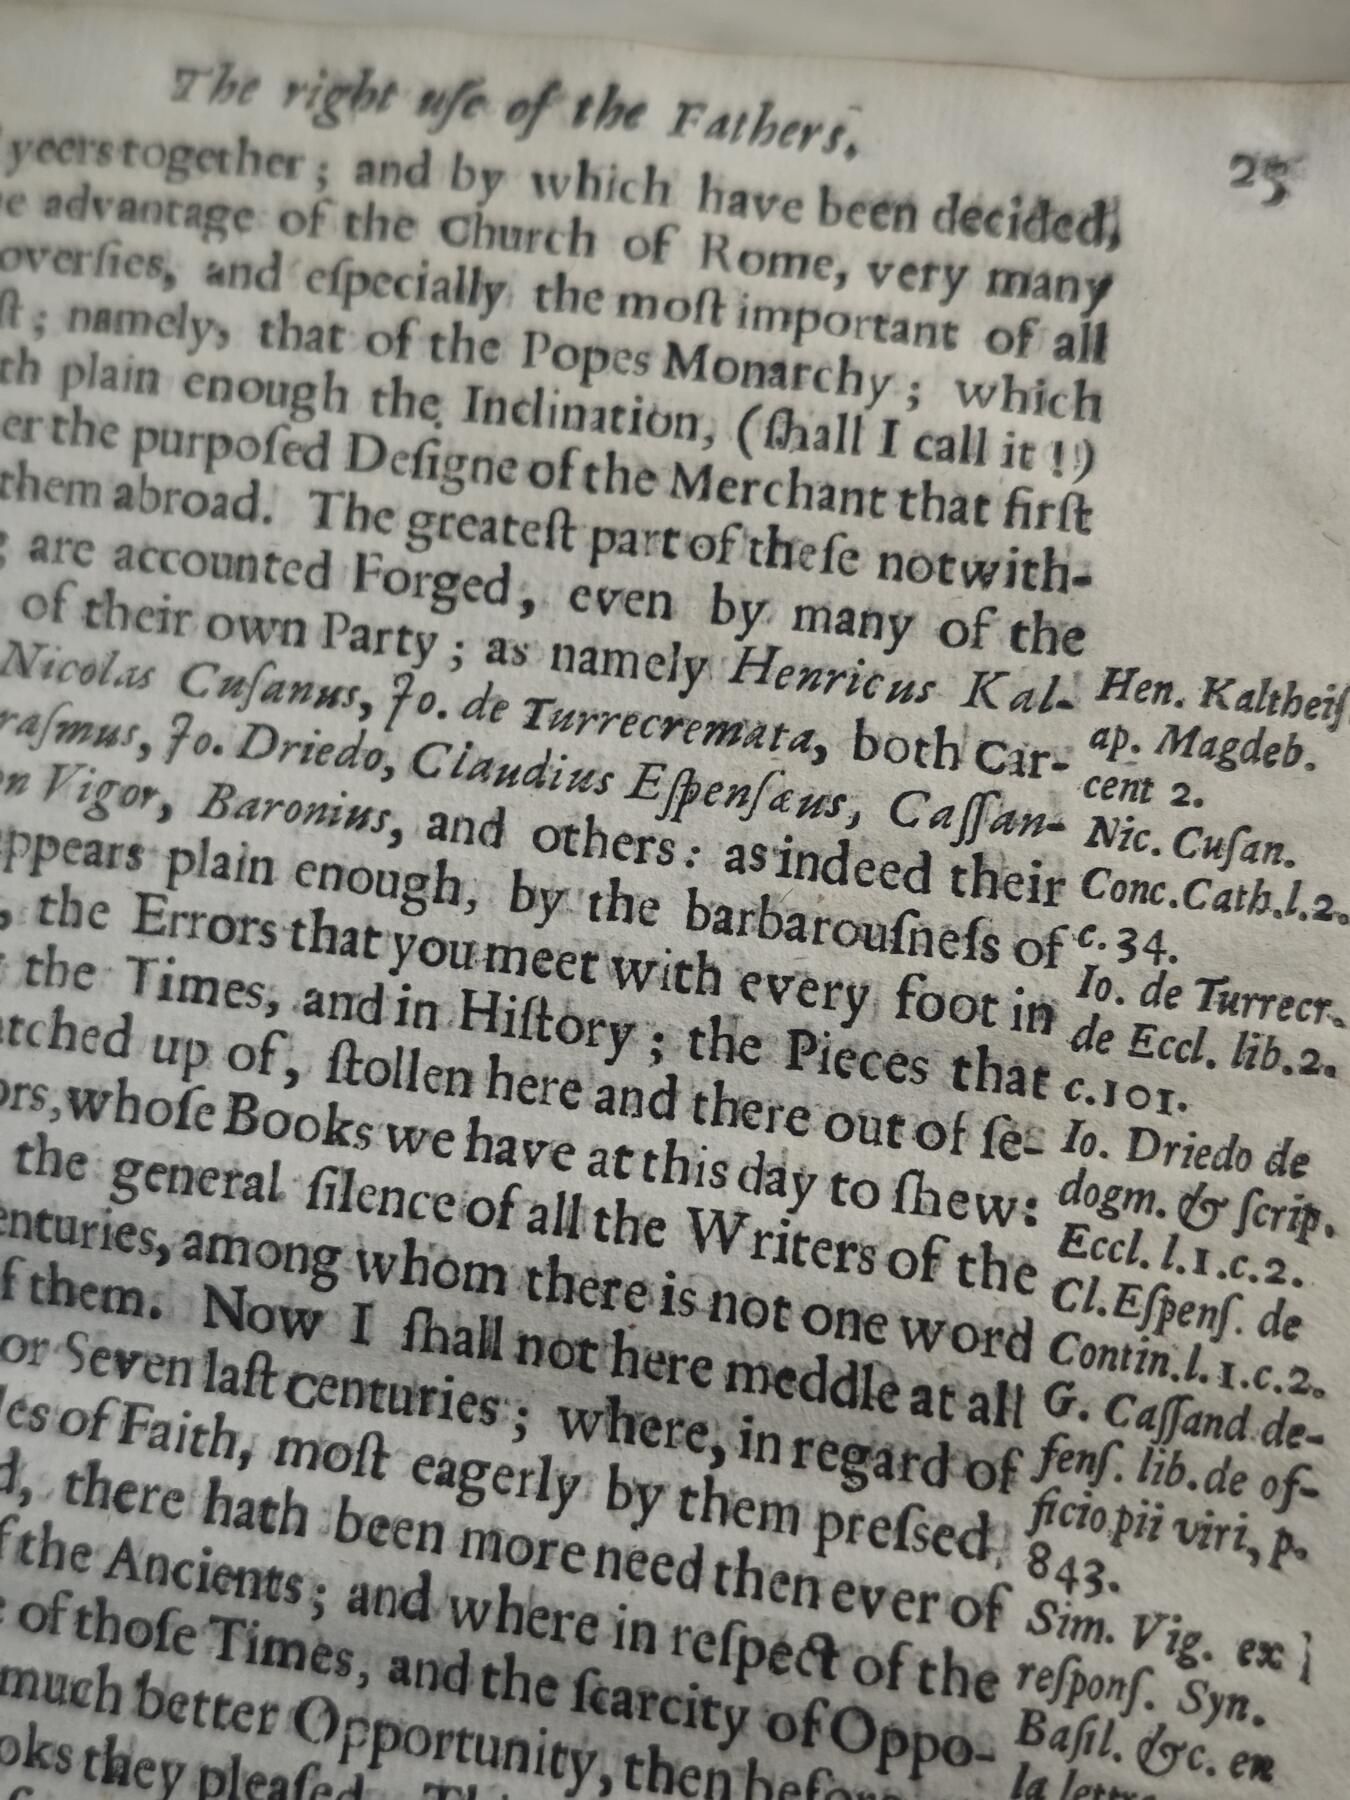 The right uſe of the Fathers. 25
yeers together; and by which have been decided,
advantage of the Church of Rome, very many
overſies, and eſpecially the moſt important of all
ſt; namely, that of the Popes Monarchy; which
th plain enough the Inclination, (ſhall I call it!)
er the purpoſed Deſigne of the Merchant that firſt
them abroad. The greateſt part of theſe notwith-
are accounted Forged, even by many of the
of their own Party; as namely Henricus Kal-
Nicolas Cuſanus, Jo. de Turrecremata, both Car-
raſmus, Jo. Driedo, Claudius Eſpenſæus, Caſſan-
on Vigor, Baronius, and others: as indeed their
ppears plain enough, by the barbarouſneſs of
, the Errors that you meet with every foot in
the Times, and in Hiſtory; the Pieces that
atched up of, ſtollen here and there out of ſe-
ors, whoſe Books we have at this day to ſhew:
the general ſilence of all the Writers of the
enturies, among whom there is not one word
f them. Now I ſhall not here meddle at all
or Seven laſt centuries; where, in regard of
les of Faith, moſt eagerly by them preſsed,
d, there hath been more need then ever of
f the Ancients; and where in reſpect of the
of thoſe Times, and the ſcarcity of Oppo-
much better Opportunity, then before
oks they pleaſed.
Hen. Kaltheiſ.
ap. Magdeb.
cent 2.
Nic. Cuſan.
Conc. Cath. l. 2.
c. 34.
Io. de Turrecr.
de Eccl. lib. 2.
c. 101.
Io. Driedo de
dogm. & ſcrip.
Eccl. l. 1. c. 2.
Cl. Eſpenſ. de
Contin. l. 1. c. 2.
G. Caſſand. de-
fenſ. lib. de of-
ficio pii viri, p.
843.
Sim. Vig. ex
reſponſ. Syn.
Baſil. &c. en
la lettre